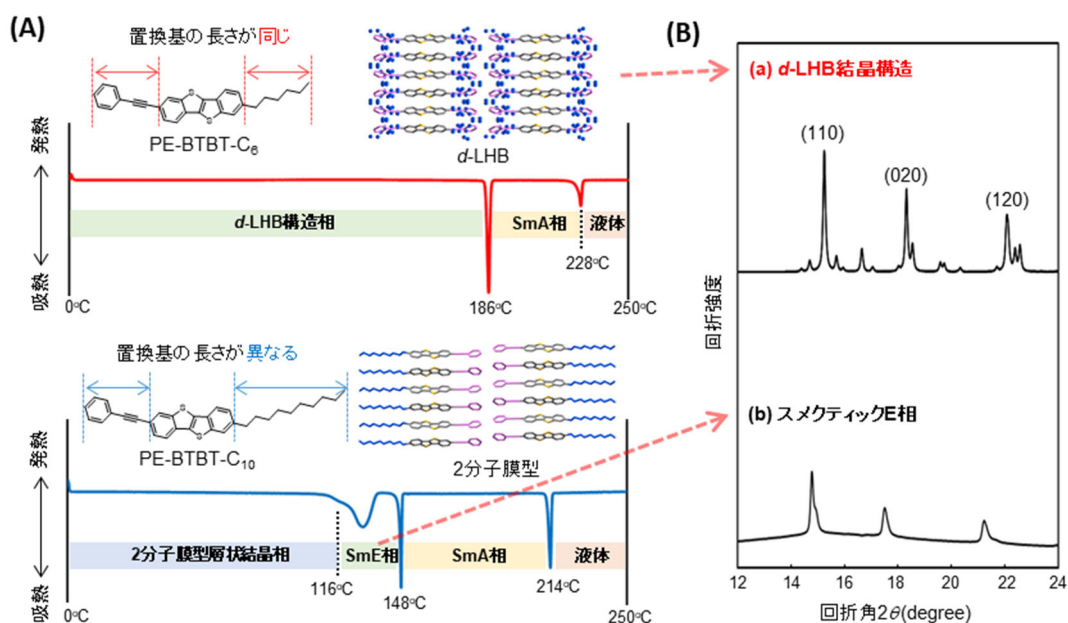 (A)
置換基の長さが同じ
PE-BTBT-C6
d-LHB
発熱
吸熱
d-LHB構造相
SmA相
液体
228°C
0°C
186°C
250°C
置換基の長さが異なる
PE-BTBT-C10
2分子膜型
発熱
吸熱
2分子膜型層状結晶相
SmE相
SmA相
液体
116°C
148°C
214°C
0°C
250°C
(B)
(a) d-LHB結晶構造
(110)
(020)
(120)
回折強度
(b) スメクティックE相
12 14 16 18 20 22 24
回折角2θ(degree)